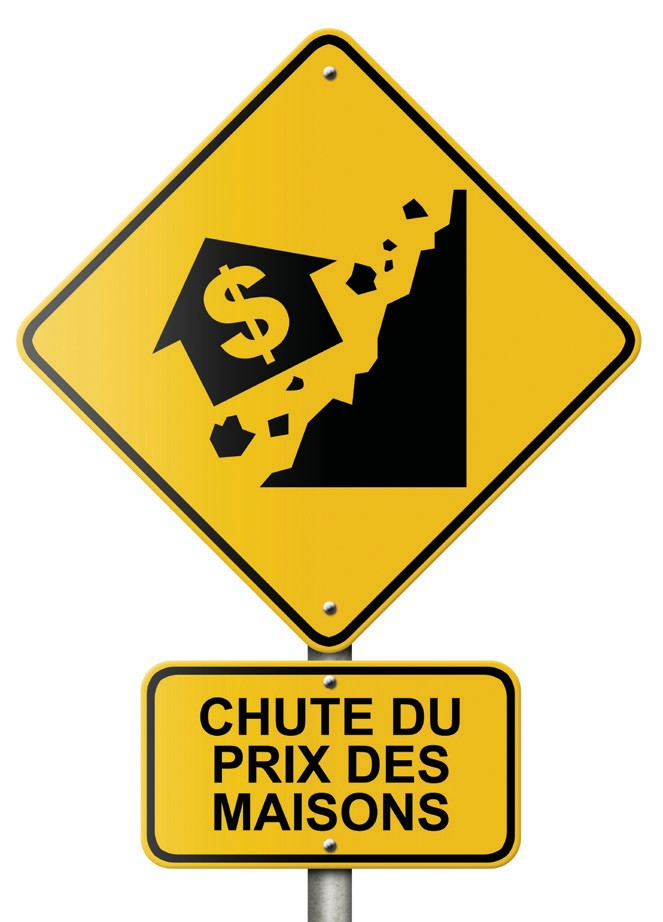 $
CHUTE DU
PRIX DES
MAISONS